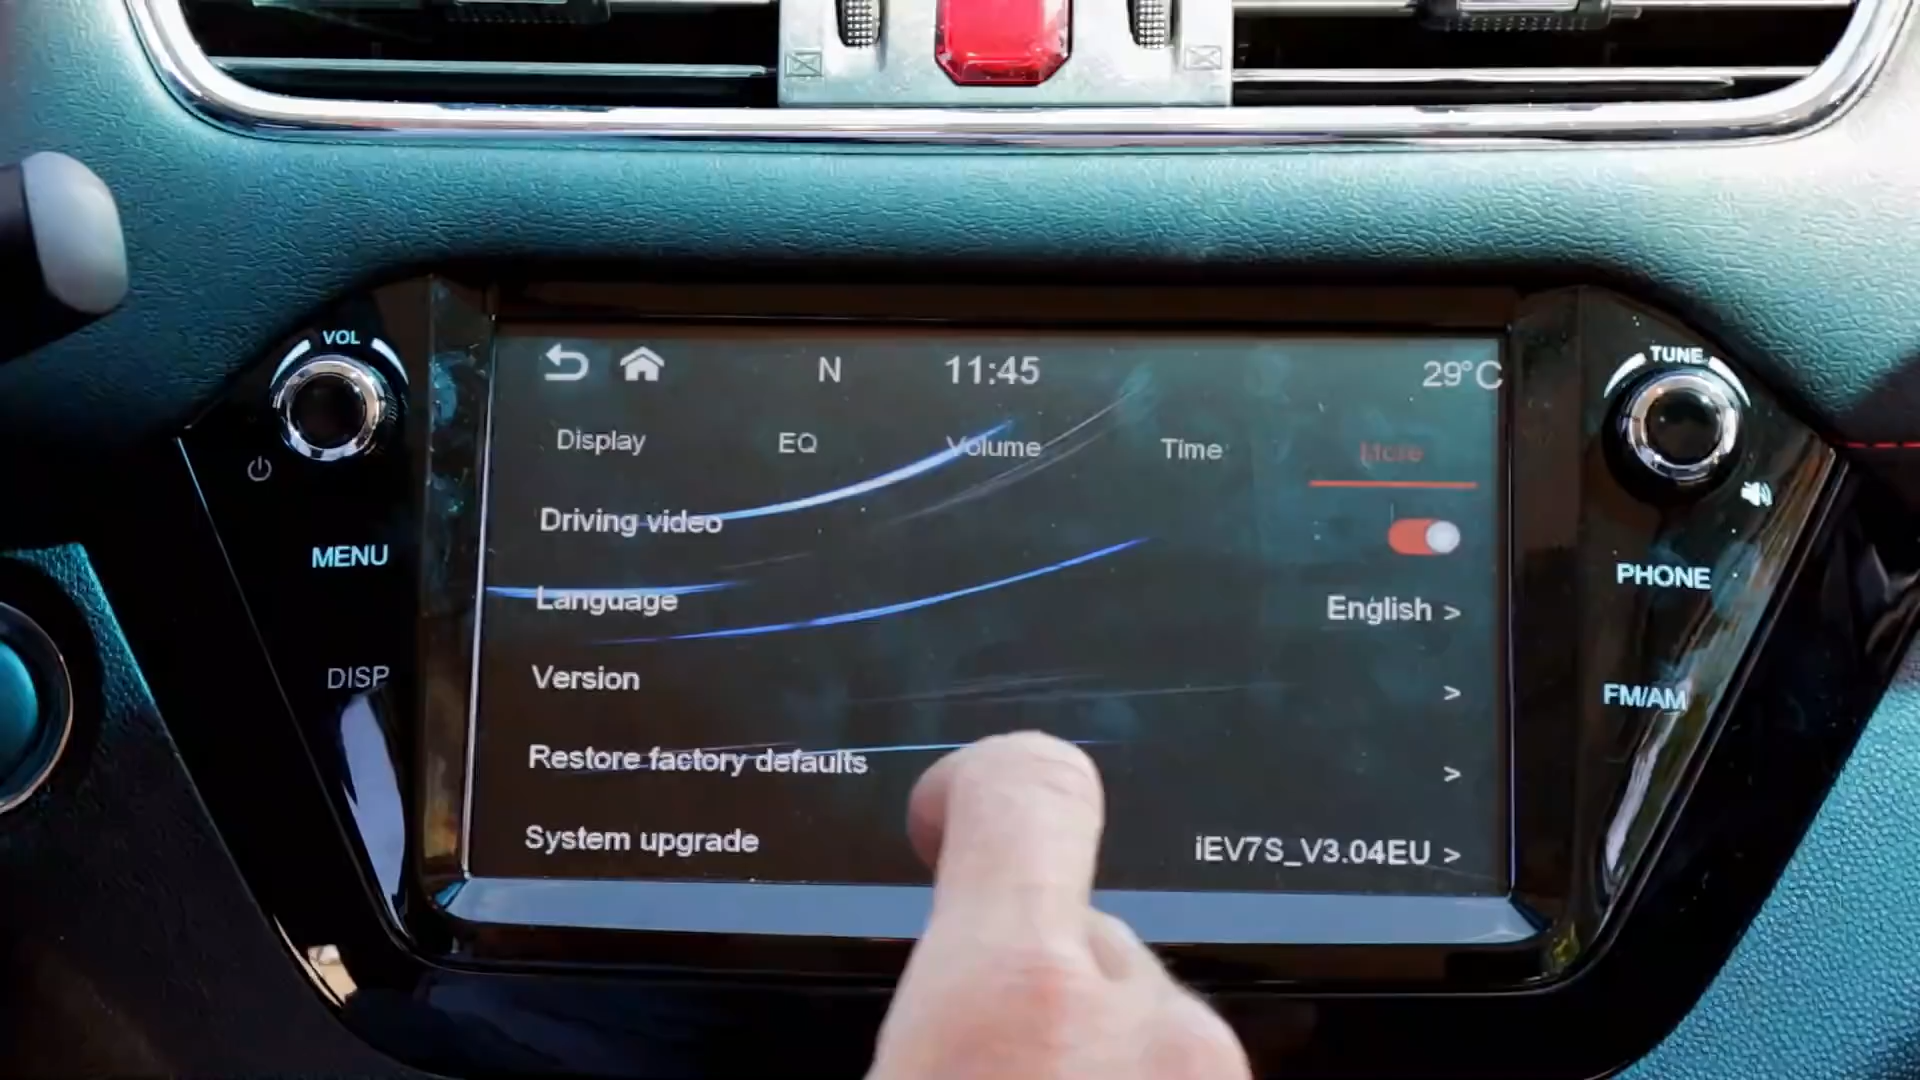 VOL
TUNE
N 11:45 29°C
Display EQ Volume Time More
Driving video
MENU
PHONE
Language English >
DISP
Version >
FM/AM
Restore factory defaults >
System upgrade iEV7S_V3.04EU >